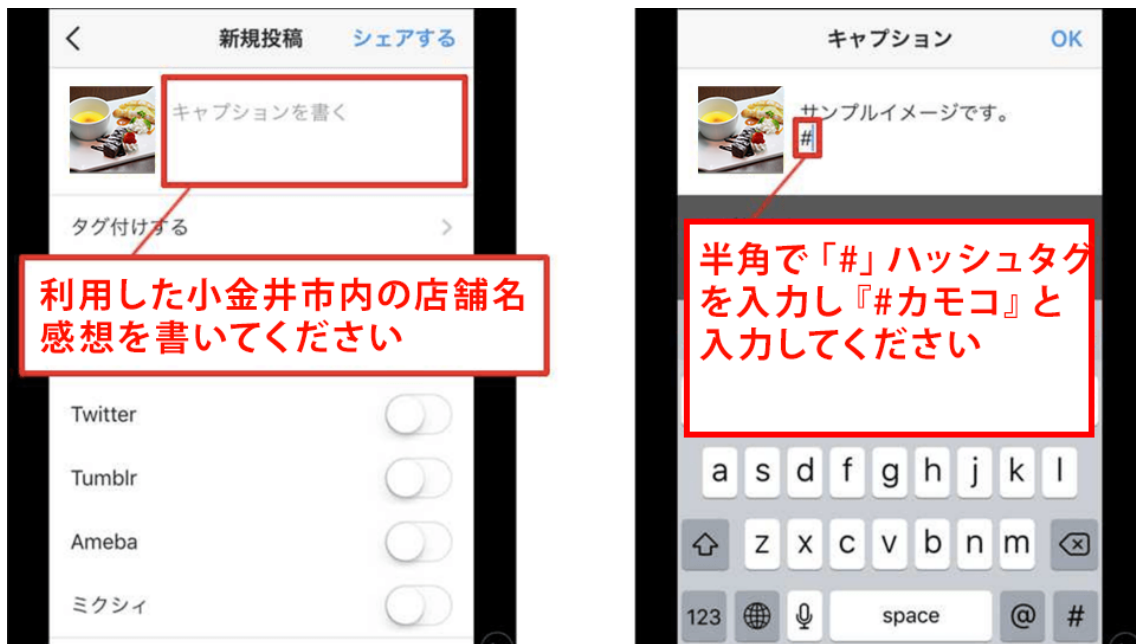 新規投稿
シェアする
キャプションを書く
タグ付けする
利用した小金井市内の店舗名
感想を書いてください
Twitter
Tumblr
Ameba
ミクシィ
キャプション
OK
サンプルイメージです。
#
半角で「#」ハッシュタグ
を入力し『#カモコ』と
入力してください
a s d f g h j k l
z x c v b n m
123 space @ #